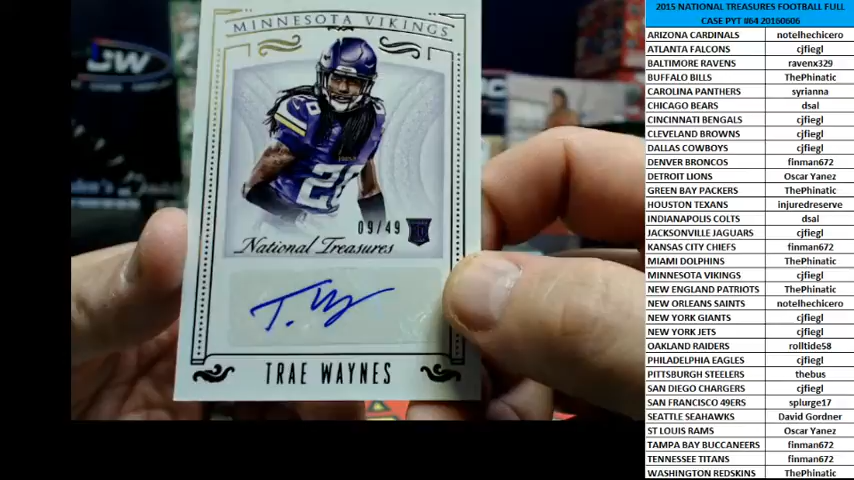 MINNESOTA VIKINGS
26
09/49
National Treasures
TRAE WAYNES
2015 NATIONAL TREASURES FOOTBALL FULL
CASE PYT #64 20160606
ARIZONA CARDINALS notelhechicero
ATLANTA FALCONS cjfiegl
BALTIMORE RAVENS ravenx329
BUFFALO BILLS ThePhinatic
CAROLINA PANTHERS syrianna
CHICAGO BEARS dsal
CINCINNATI BENGALS cjfiegl
CLEVELAND BROWNS cjfiegl
DALLAS COWBOYS cjfiegl
DENVER BRONCOS finman672
DETROIT LIONS Oscar Yanez
GREEN BAY PACKERS ThePhinatic
HOUSTON TEXANS injuredreserve
INDIANAPOLIS COLTS dsal
JACKSONVILLE JAGUARS cjfiegl
KANSAS CITY CHIEFS finman672
MIAMI DOLPHINS ThePhinatic
MINNESOTA VIKINGS cjfiegl
NEW ENGLAND PATRIOTS ThePhinatic
NEW ORLEANS SAINTS notelhechicero
NEW YORK GIANTS cjfiegl
NEW YORK JETS cjfiegl
OAKLAND RAIDERS rolltide58
PHILADELPHIA EAGLES cjfiegl
PITTSBURGH STEELERS thebus
SAN DIEGO CHARGERS cjfiegl
SAN FRANCISCO 49ERS splurge17
SEATTLE SEAHAWKS David Gordner
ST LOUIS RAMS Oscar Yanez
TAMPA BAY BUCCANEERS finman672
TENNESSEE TITANS finman672
WASHINGTON REDSKINS ThePhinatic